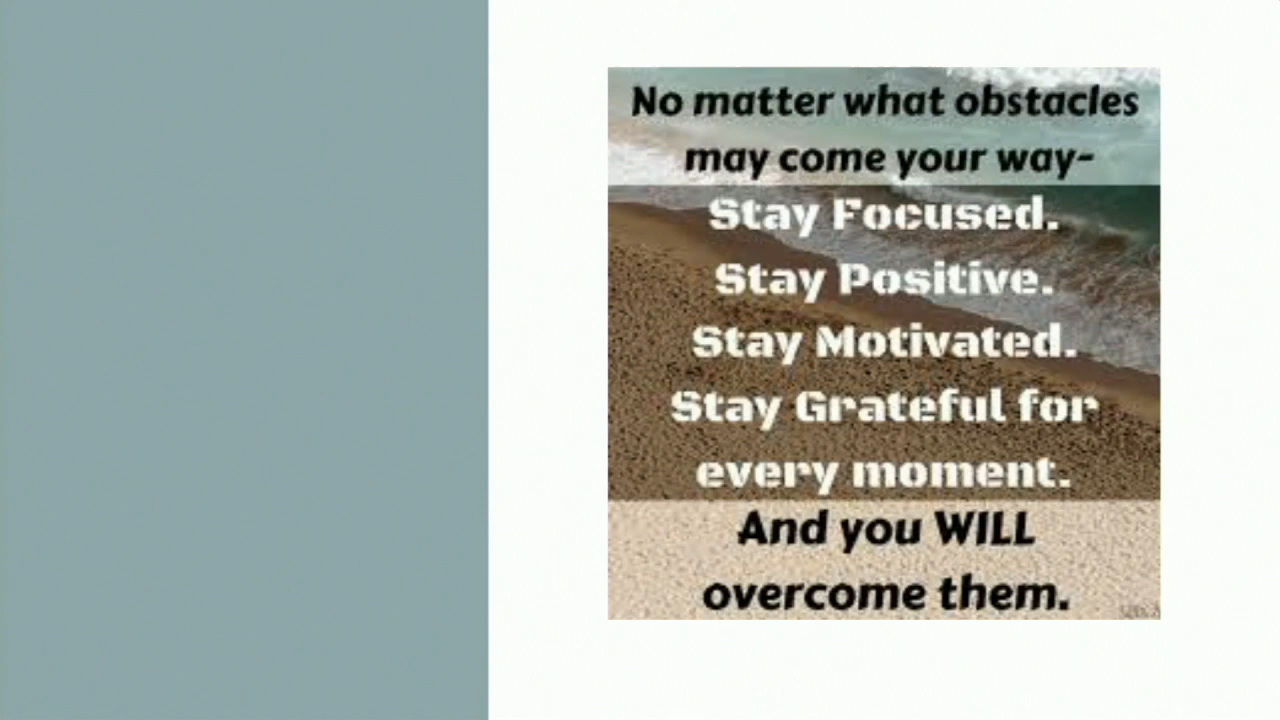 No matter what obstacles
may come your way-
Stay Focused.
Stay Positive.
Stay Motivated.
Stay Grateful for
every moment.
And you WILL
overcome them.